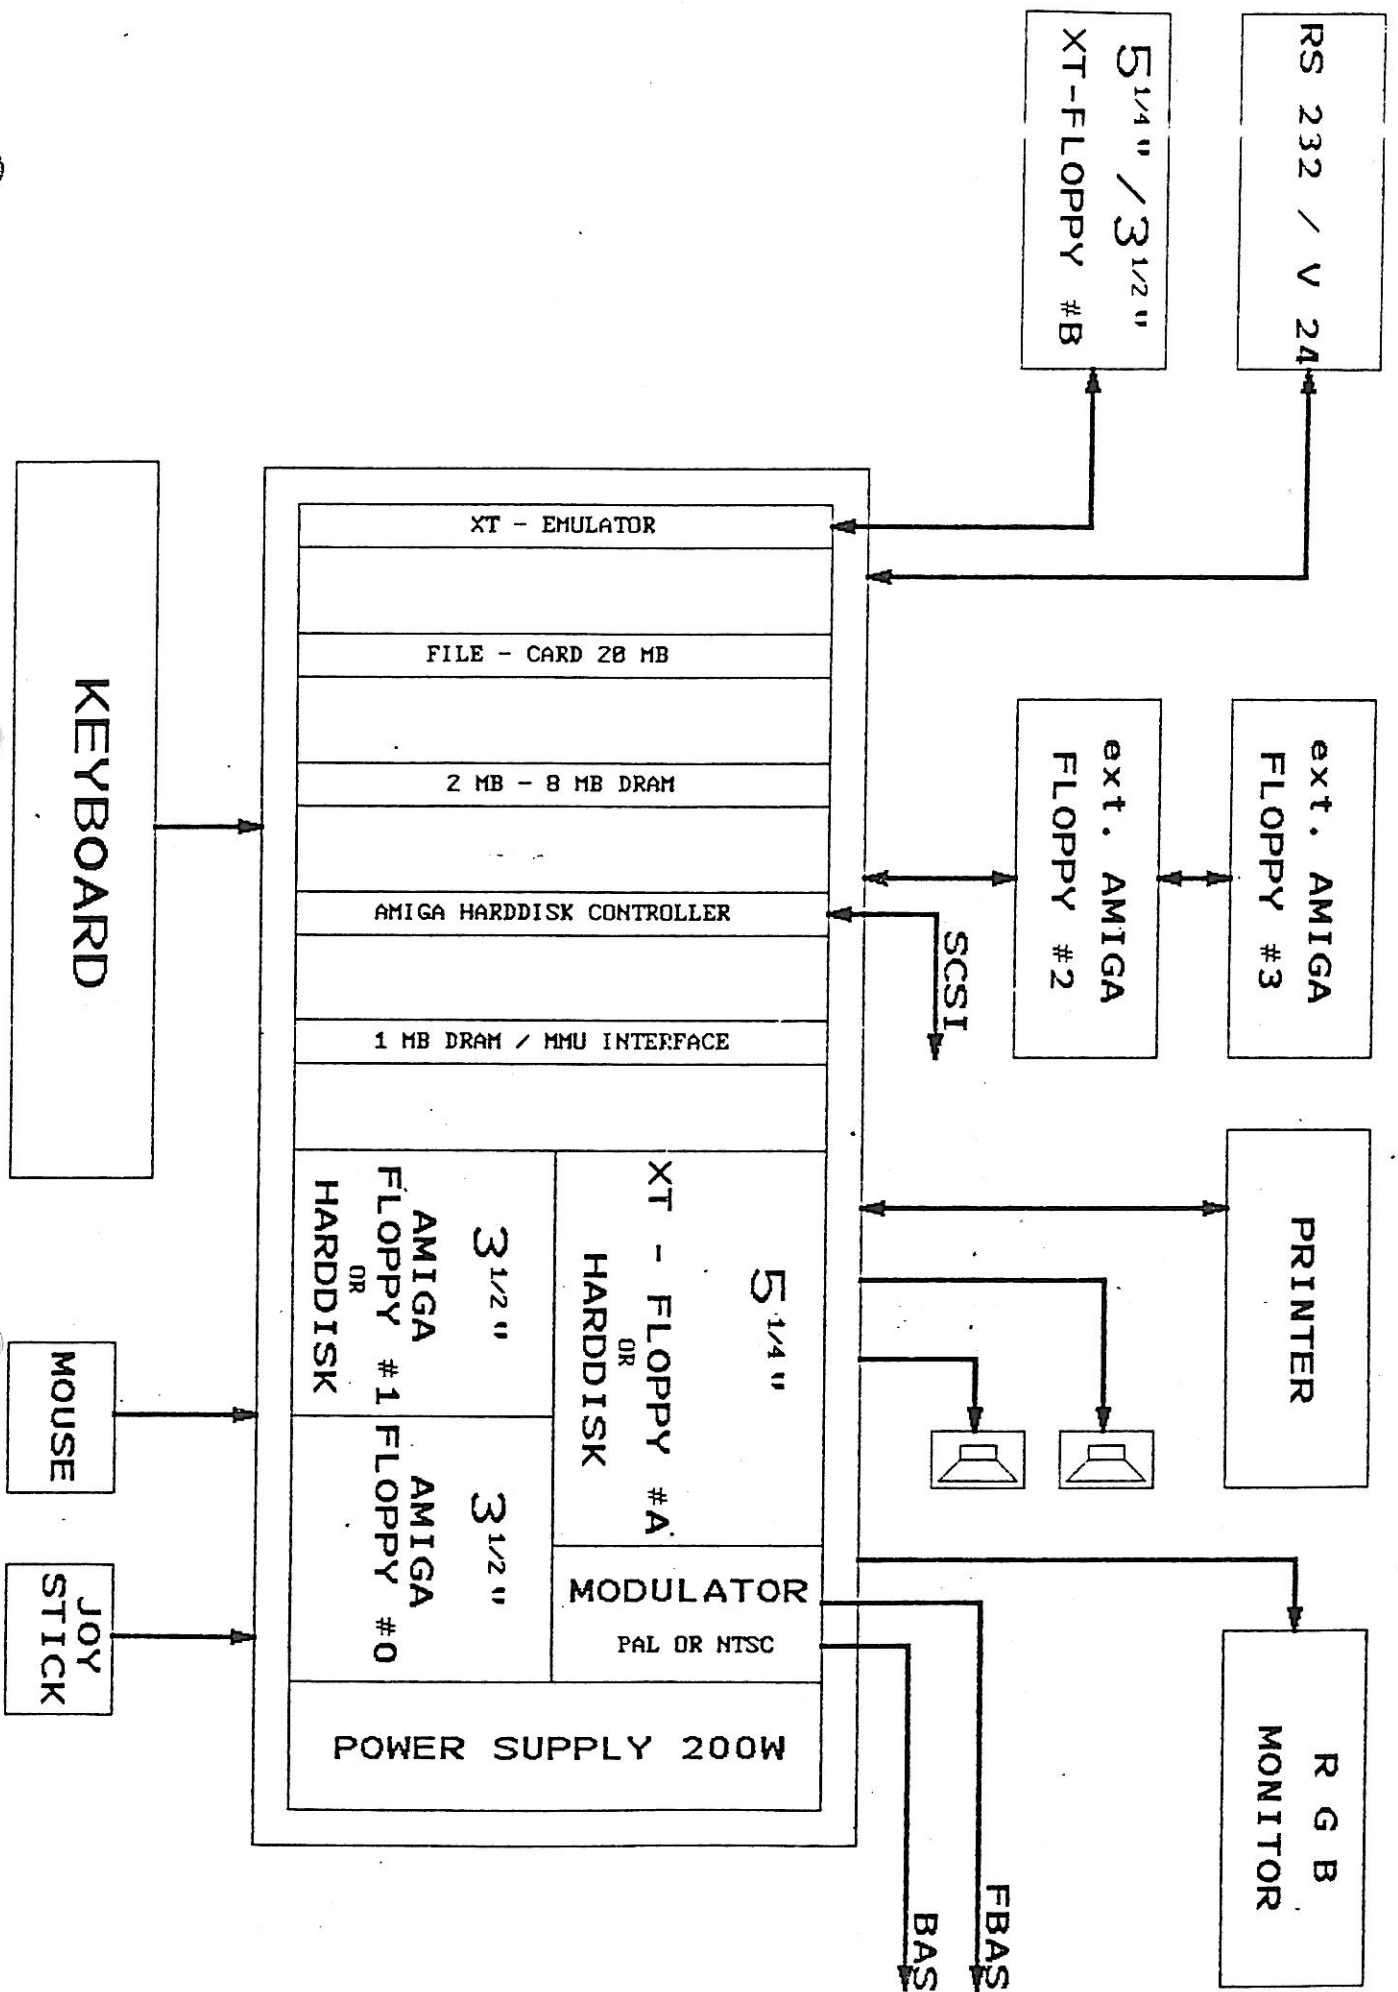 RS 232 / V 24
5 1/4" / 3 1/2"
XT-FLOPPY #B
ext. AMIGA
FLOPPY #3
ext. AMIGA
FLOPPY #2
SCSI
PRINTER
R G B
MONITOR
FBAS
BAS
XT - EMULATOR
FILE - CARD 20 MB
2 MB - 8 MB DRAM
AMIGA HARDDISK CONTROLLER
1 MB DRAM / MMU INTERFACE
5 1/4"
XT - FLOPPY #A
OR
HARDDISK
3 1/2"
AMIGA
FLOPPY #1
OR
HARDDISK
3 1/2"
AMIGA
FLOPPY #0
MODULATOR
PAL OR NTSC
POWER SUPPLY 200W
KEYBOARD
MOUSE
JOY
STICK